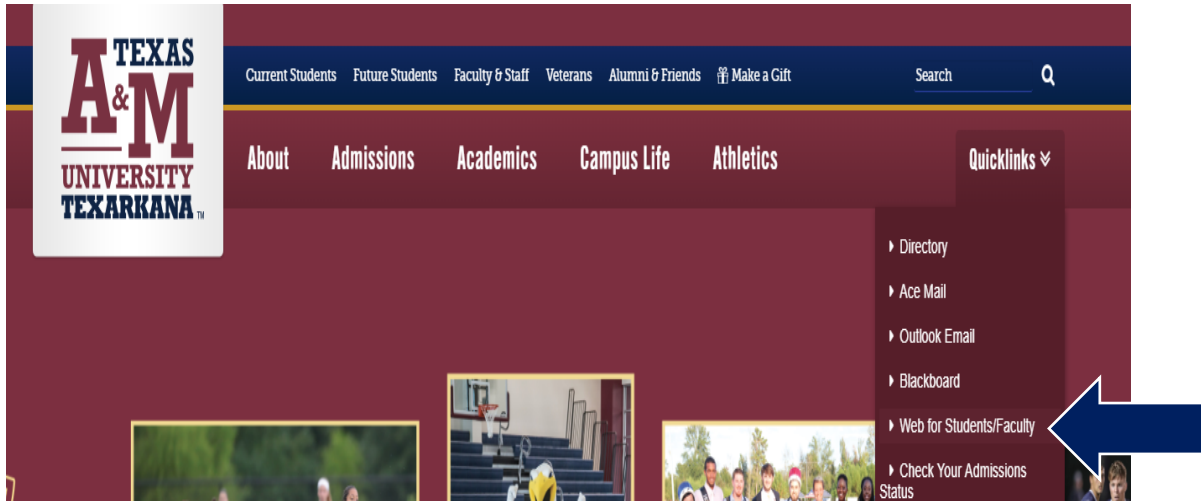 TEXAS
A&M
UNIVERSITY
TEXARKANA™
Current Students Future Students Faculty & Staff Veterans Alumni & Friends Make a Gift
Search
About Admissions Academics Campus Life Athletics
Quicklinks
Directory
Ace Mail
Outlook Email
Blackboard
Web for Students/Faculty
Check Your Admissions
Status